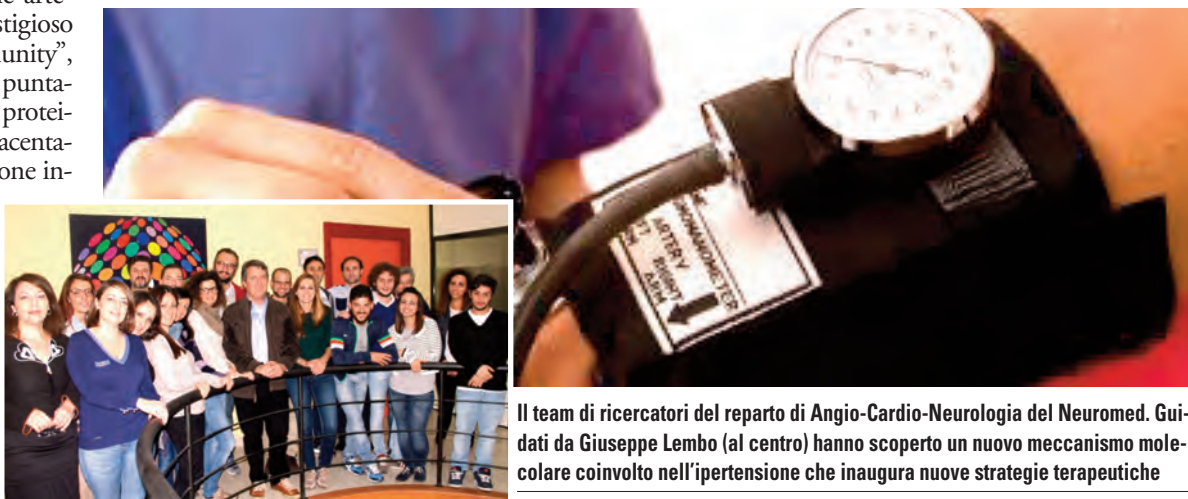 stigioso
unity”,
punta-
protei-
acenta-
one in-
ARTERY
Il team di ricercatori del reparto di Angio-Cardio-Neurologia del Neuromed. Gui-
dati da Giuseppe Lembo (al centro) hanno scoperto un nuovo meccanismo mole-
colare coinvolto nell’ipertensione che inaugura nuove strategie terapeutiche